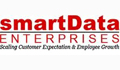 smartData
ENTERPRISES
Scaling Customer Expectation & Employee Growth